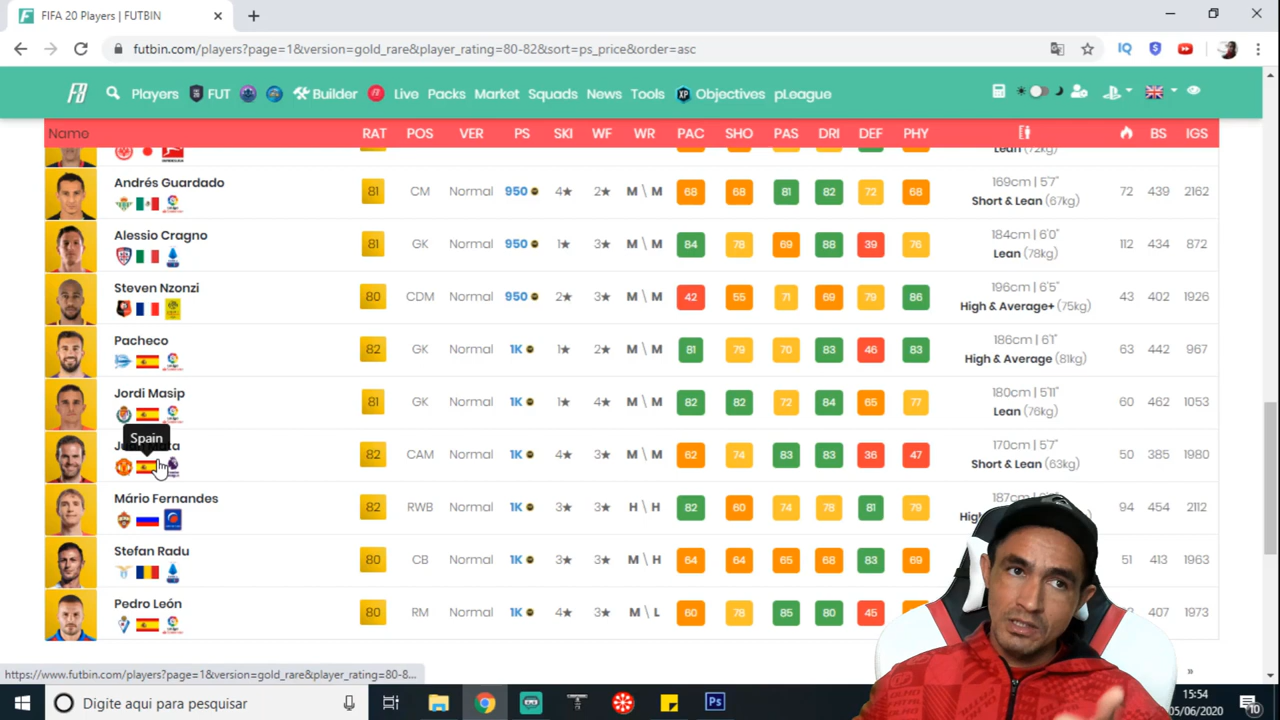 FIFA 20 Players | FUTBIN
futbin.com/players?page=1&version=gold_rare&player_rating=80-82&sort=ps_price&order=asc
Players FUT Builder Live Packs Market Squads News Tools Objectives pLeague
Name RAT POS VER PS SKI WF WR PAC SHO PAS DRI DEF PHY BS IGS
Lean (72kg)
Andrés Guardado 81 CM Normal 950 4★ 2★ M \ M 68 68 81 82 72 68 169cm | 5'7" 72 439 2162
Short & Lean (67kg)
Alessio Cragno 81 GK Normal 950 1★ 3★ M \ M 84 78 69 88 39 76 184cm | 6'0" 112 434 872
Lean (78kg)
Steven Nzonzi 80 CDM Normal 950 2★ 3★ M \ M 42 55 71 69 79 86 196cm | 6'5" 43 402 1926
High & Average+ (75kg)
Pacheco 82 GK Normal 1K 1★ 2★ M \ M 81 79 70 83 46 83 186cm | 6'1" 63 442 967
High & Average (81kg)
Jordi Masip 81 GK Normal 1K 1★ 3★ M \ M 82 82 72 84 65 77 180cm | 5'11" 60 462 1053
Lean (76kg)
Spain
82 CAM Normal 1K 4★ 3★ M \ M 62 74 83 83 36 47 170cm | 5'7" 50 385 1980
Short & Lean (63kg)
Mário Fernandes 82 RWB Normal 1K 3★ 3★ H \ H 82 60 74 78 81 79 187cm 94 454 2112
Stefan Radu 80 CB Normal 1K 3★ 3★ M \ H 64 64 65 68 83 69 51 413 1963
Pedro León 80 RM Normal 1K 4★ 3★ M \ L 60 78 85 80 45 407 1973
»
https://www.futbin.com/players?page=1&version=gold_rare&player_rating=80-8...
Digite aqui para pesquisar
15:54
05/06/2020
10